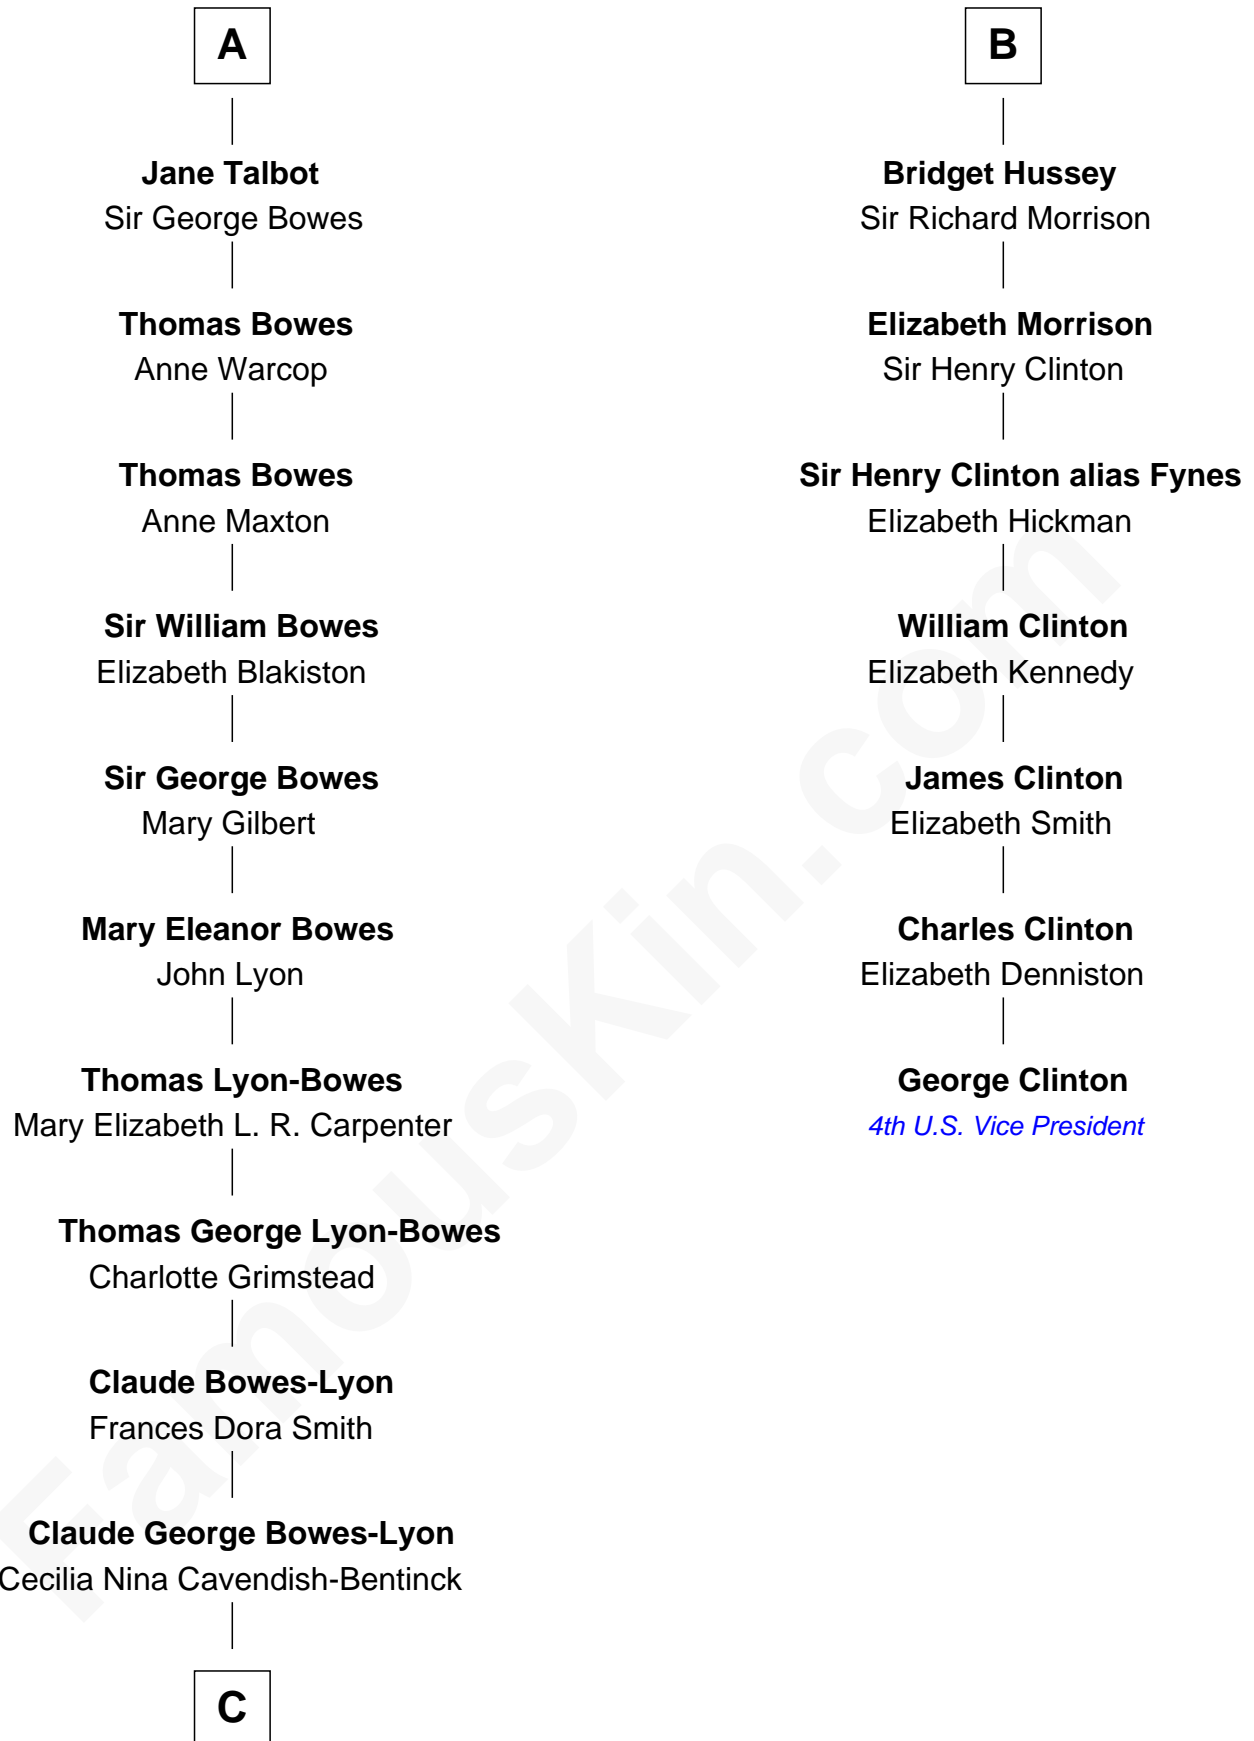 A
Jane Talbot
Sir George Bowes
Thomas Bowes
Anne Warcop
Thomas Bowes
Anne Maxton
Sir William Bowes
Elizabeth Blakiston
Sir George Bowes
Mary Gilbert
Mary Eleanor Bowes
John Lyon
Thomas Lyon-Bowes
Mary Elizabeth L. R. Carpenter
Thomas George Lyon-Bowes
Charlotte Grimstead
Claude Bowes-Lyon
Frances Dora Smith
Claude George Bowes-Lyon
Cecilia Nina Cavendish-Bentinck
C
B
Bridget Hussey
Sir Richard Morrison
Elizabeth Morrison
Sir Henry Clinton
Sir Henry Clinton alias Fynes
Elizabeth Hickman
William Clinton
Elizabeth Kennedy
James Clinton
Elizabeth Smith
Charles Clinton
Elizabeth Denniston
George Clinton
4th U.S. Vice President
FamousKin.com